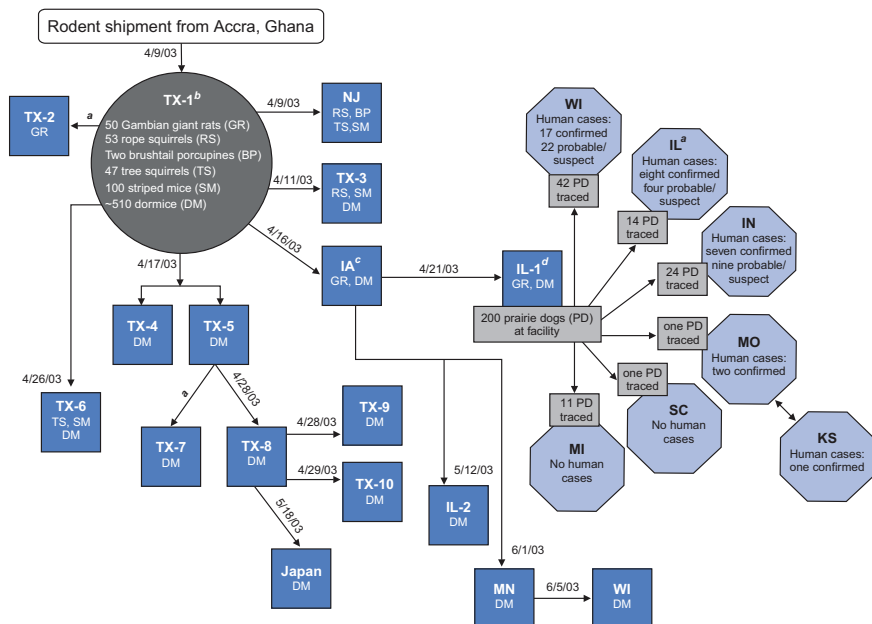 Rodent shipment from Accra, Ghana
4/9/03
TX-1b
50 Gambian giant rats (GR)
53 rope squirrels (RS)
Two brushtail porcupines (BP)
47 tree squirrels (TS)
100 striped mice (SM)
~510 dormice (DM)
a
TX-2
GR
4/9/03
NJ
RS, BP
TS,SM
4/11/03
TX-3
RS, SM
DM
4/16/03
IAc
GR, DM
4/21/03
IL-1d
GR, DM
200 prairie dogs (PD)
at facility
WI
Human cases:
17 confirmed
22 probable/
suspect
42 PD
traced
ILa
Human cases:
eight confirmed
four probable/
suspect
14 PD
traced
IN
Human cases:
seven confirmed
nine probable/
suspect
24 PD
traced
one PD
traced
MO
Human cases:
two confirmed
one PD
traced
SC
No human
cases
11 PD
traced
MI
No human
cases
KS
Human cases:
one confirmed
4/17/03
TX-4
DM
TX-5
DM
4/26/03
TX-6
TS, SM
DM
a
TX-7
DM
4/28/03
TX-8
DM
4/28/03
TX-9
DM
4/29/03
TX-10
DM
5/18/03
Japan
DM
5/12/03
IL-2
DM
6/1/03
MN
DM
6/5/03
WI
DM